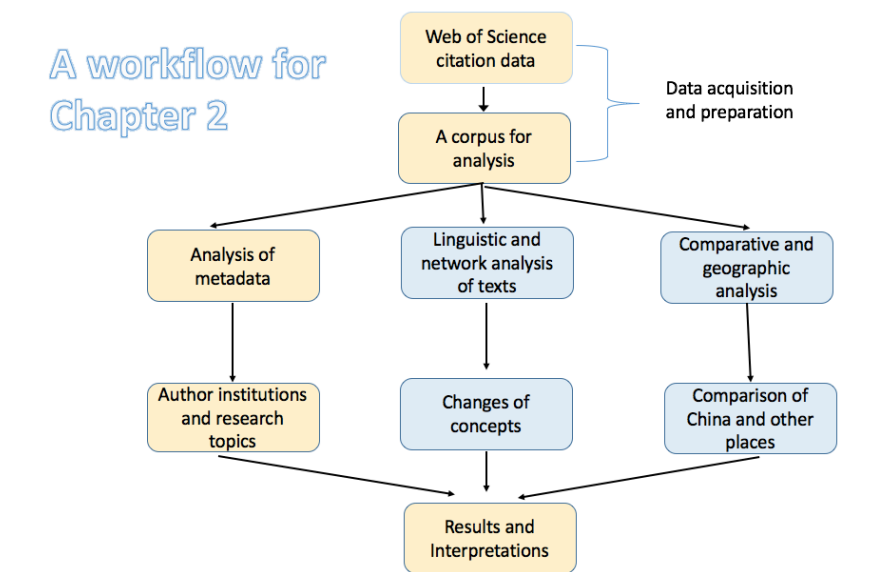 A workflow for
Chapter 2
Web of Science
citation data
Data acquisition
and preparation
A corpus for
analysis
Analysis of
metadata
Linguistic and
network analysis
of texts
Comparative and
geographic
analysis
Author institutions
and research
topics
Changes of
concepts
Comparison of
China and other
places
Results and
Interpretations